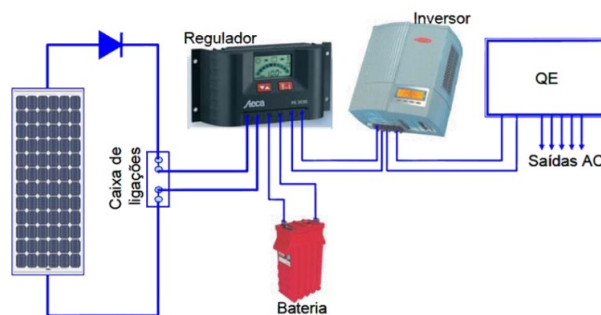 Regulador
Inversor
QE
Steca
Caixa de
ligações
Saídas AC
Bateria